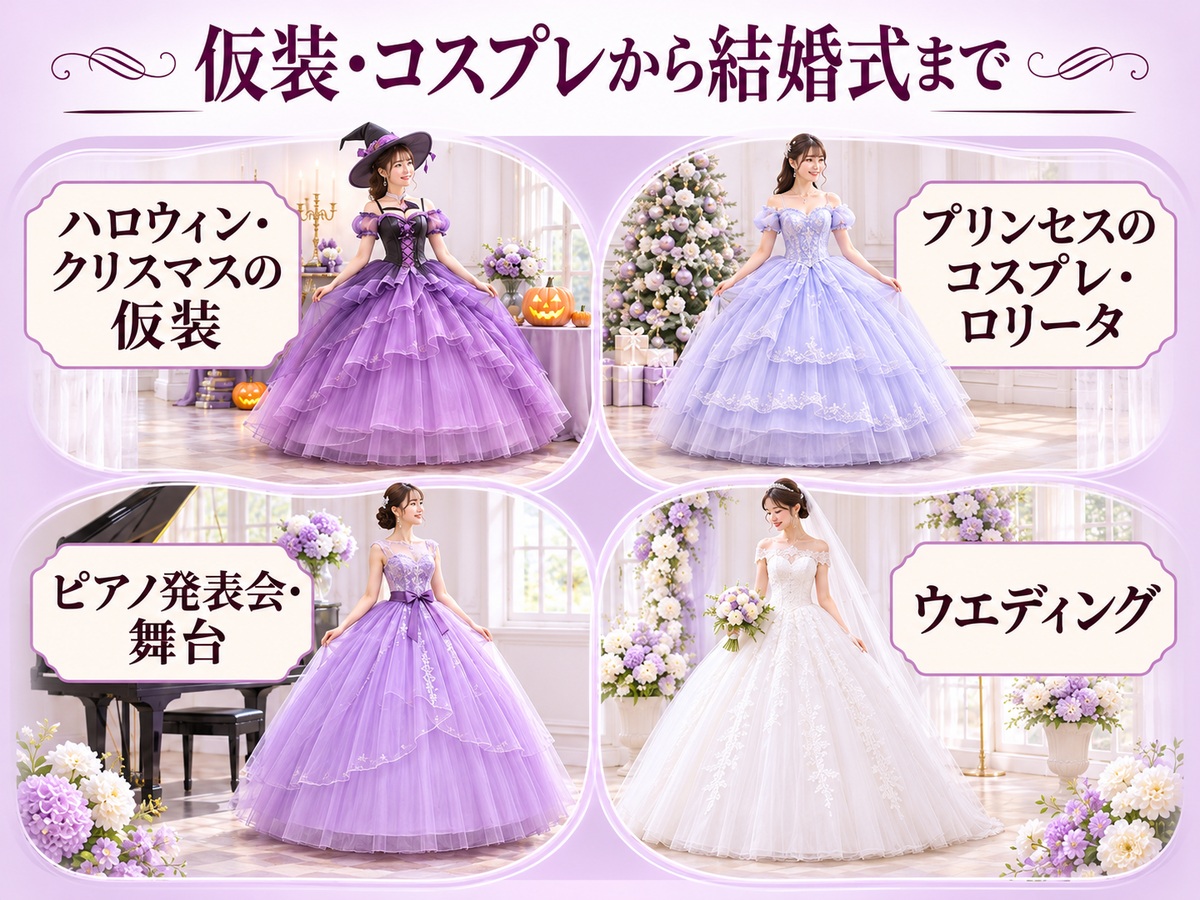 仮装・コスプレから結婚式まで
ハロウィン・
クリスマスの
仮装
プリンセスの
コスプレ・
ロリータ
ピアノ発表会・
舞台
ウエディング